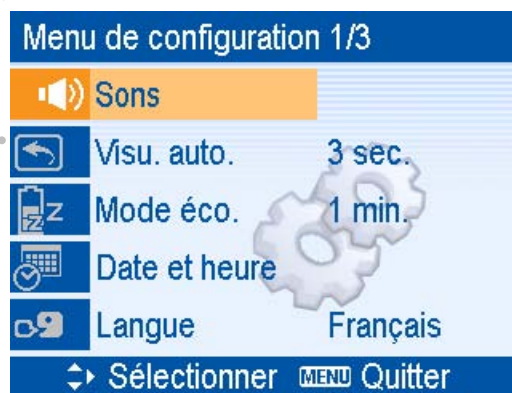 Menu de configuration 1/3
Sons
Visu. auto. 3 sec.
Z Mode éco. 1 min.
Date et heure
Langue Français
Sélectionner MENU Quitter